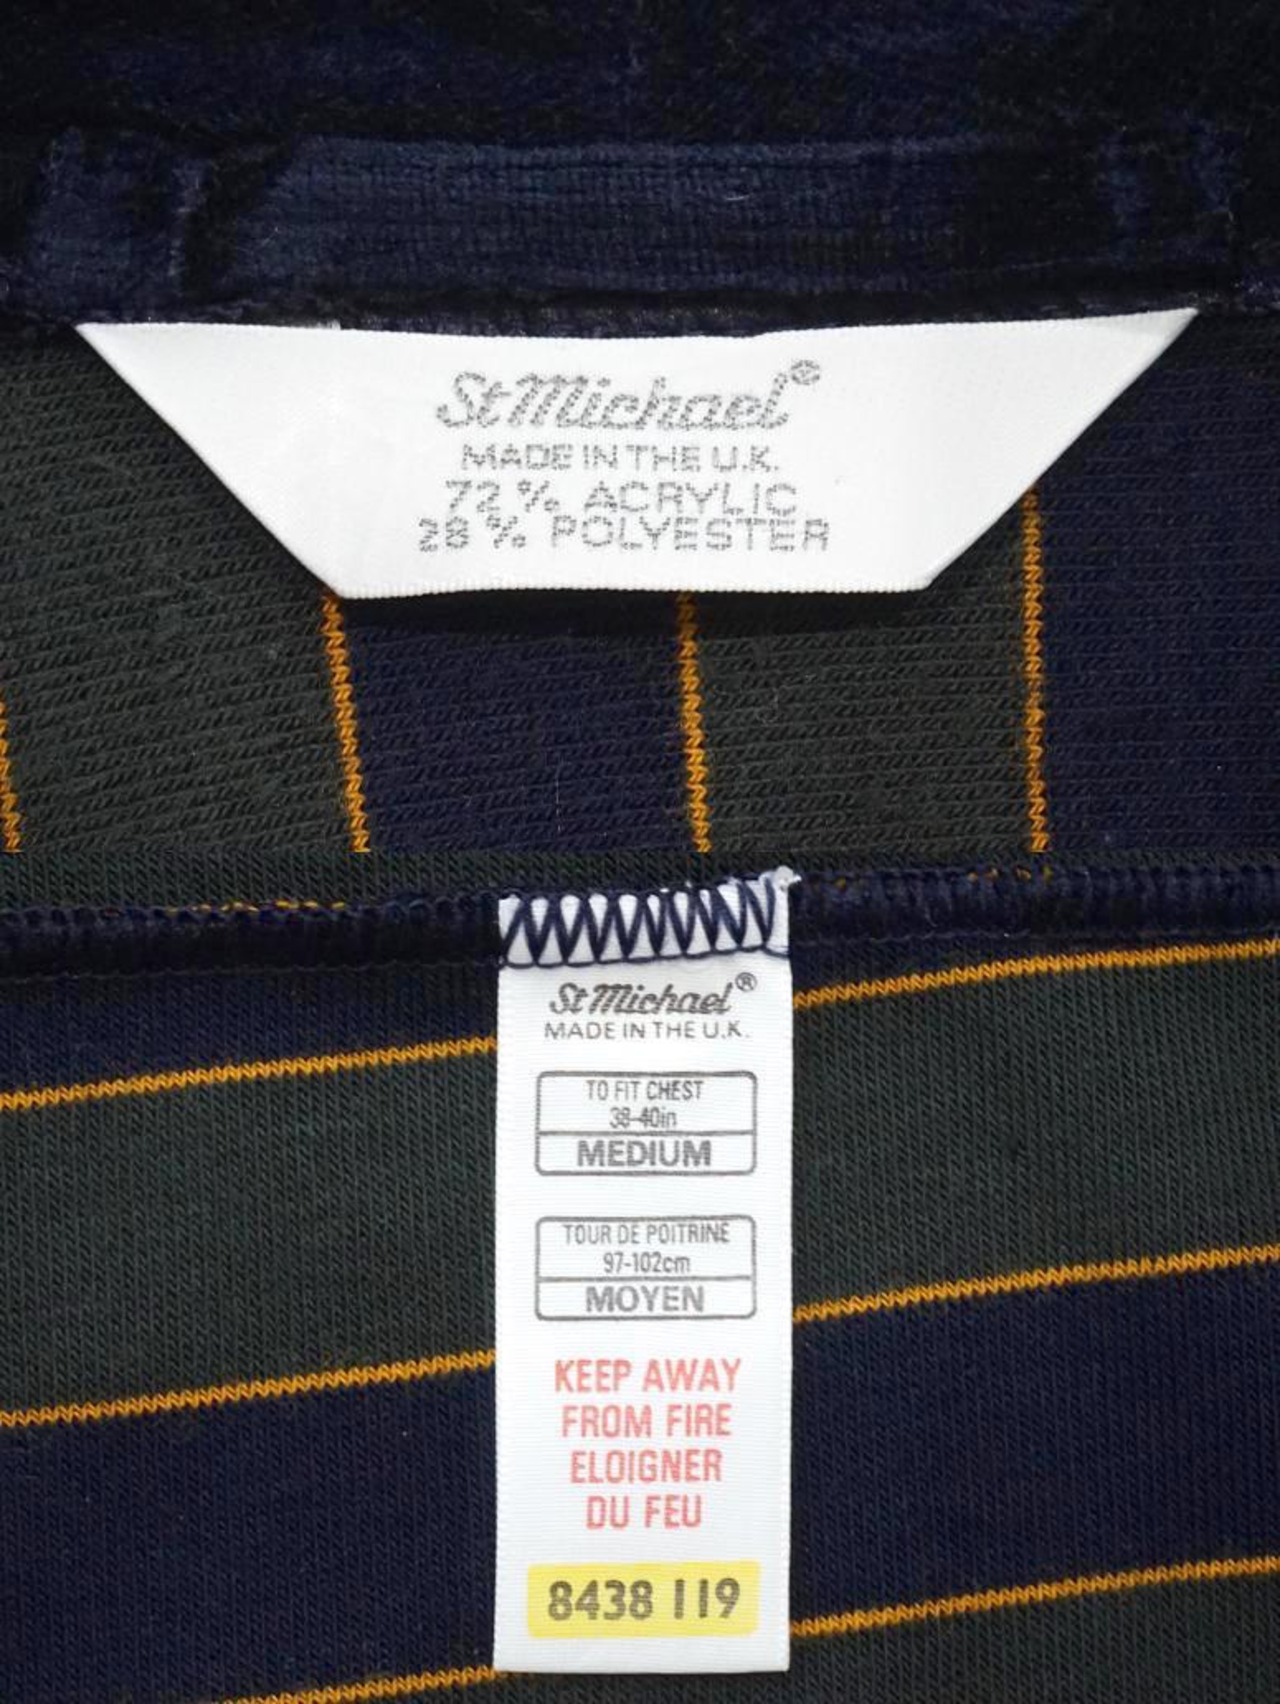 St Michael®
MADE IN THE U.K.
72% ACRYLIC
28% POLYESTER
St Michael®
MADE IN THE U.K.
TO FIT CHEST
38-40in
MEDIUM
TOUR DE POITRINE
97-102cm
MOYEN
KEEP AWAY
FROM FIRE
ELOIGNER
DU FEU
8438 119